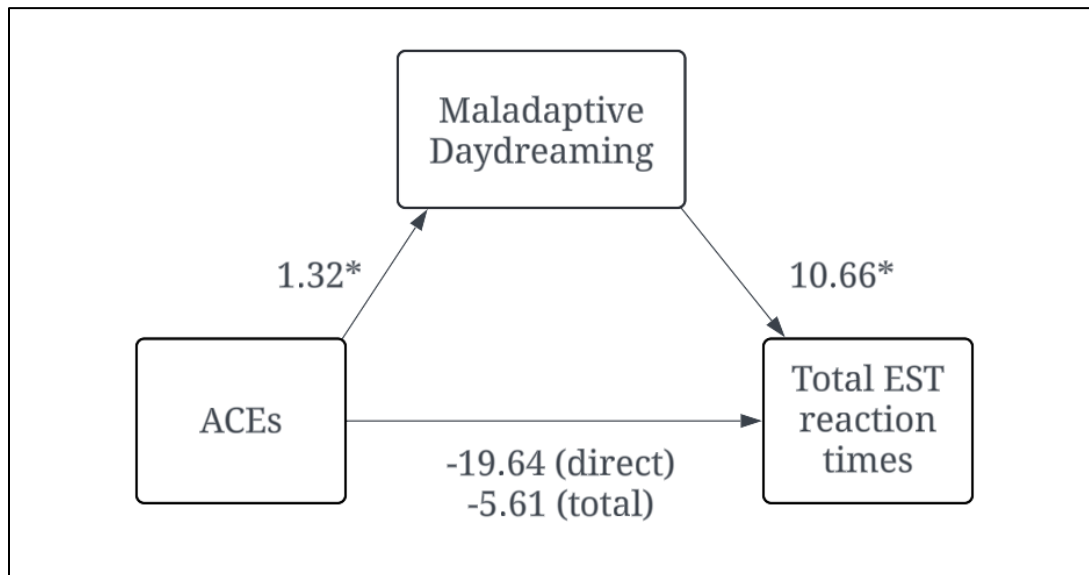 Maladaptive
Daydreaming
1.32*
10.66*
ACEs
Total EST
reaction
times
-19.64 (direct)
-5.61 (total)